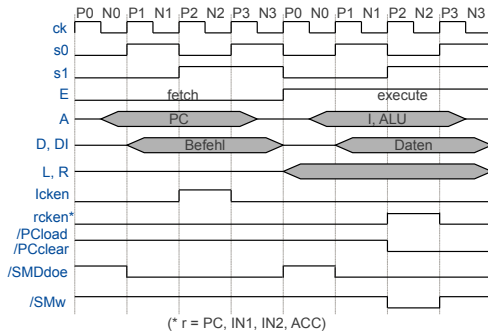 P0 N0 P1 N1 P2 N2 P3 N3 P0 N0 P1 N1 P2 N2 P3 N3
ck
s0
s1
E fetch execute
A PC I, ALU
D, DI Befehl Daten
L, R
Icken
rcken*
/PCload
/PCclear
/SMDdoe
/SMw
(* r = PC, IN1, IN2, ACC)